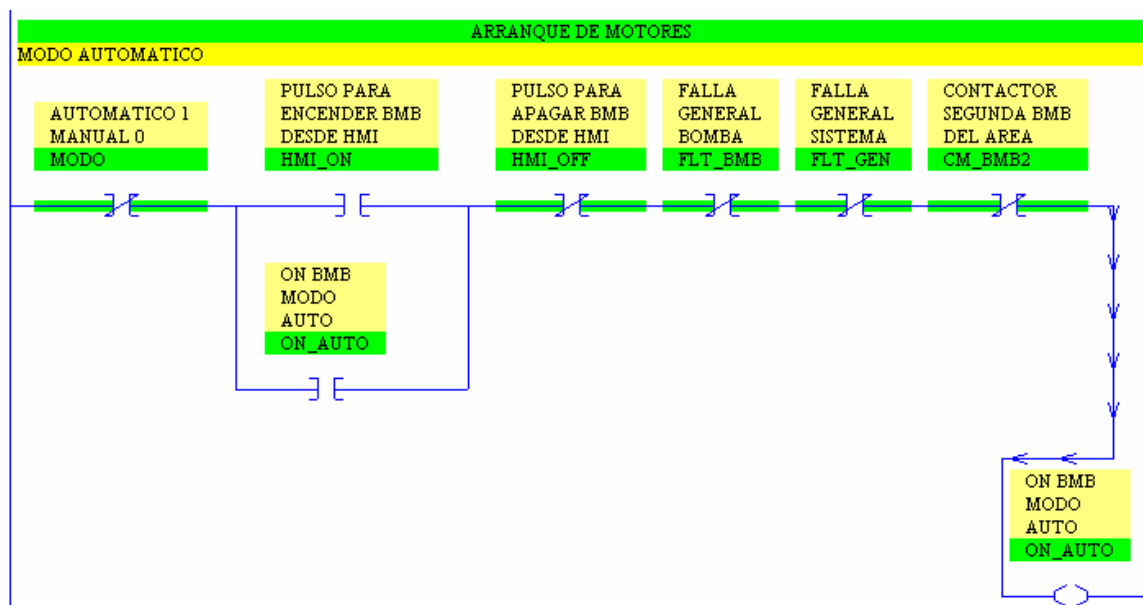 ARRANQUE DE MOTORES
MODO AUTOMATICO
AUTOMATICO 1
MANUAL 0
MODO
PULSO PARA
ENCENDER BMB
DESDE HMI
HMI_ON
PULSO PARA
APAGAR BMB
DESDE HMI
HMI_OFF
FALLA
GENERAL
BOMBA
FLT_BMB
FALLA
GENERAL
SISTEMA
FLT_GEN
CONTACTOR
SEGUNDA BMB
DEL AREA
CM_BMB2
ON BMB
MODO
AUTO
ON_AUTO
ON BMB
MODO
AUTO
ON_AUTO